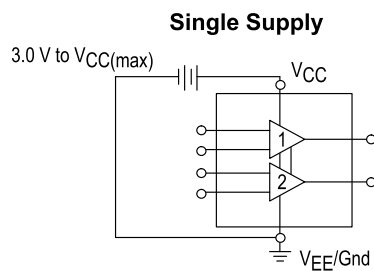 Single Supply
3.0 V to VCC(max)
VCC
1
2
VEE/Gnd